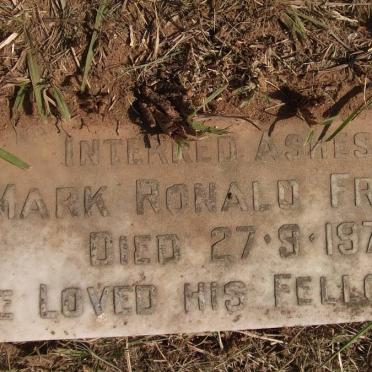 INTERRED ASHES
MARK RONALD FR
DIED 27·9·197
E LOVED HIS FELLO